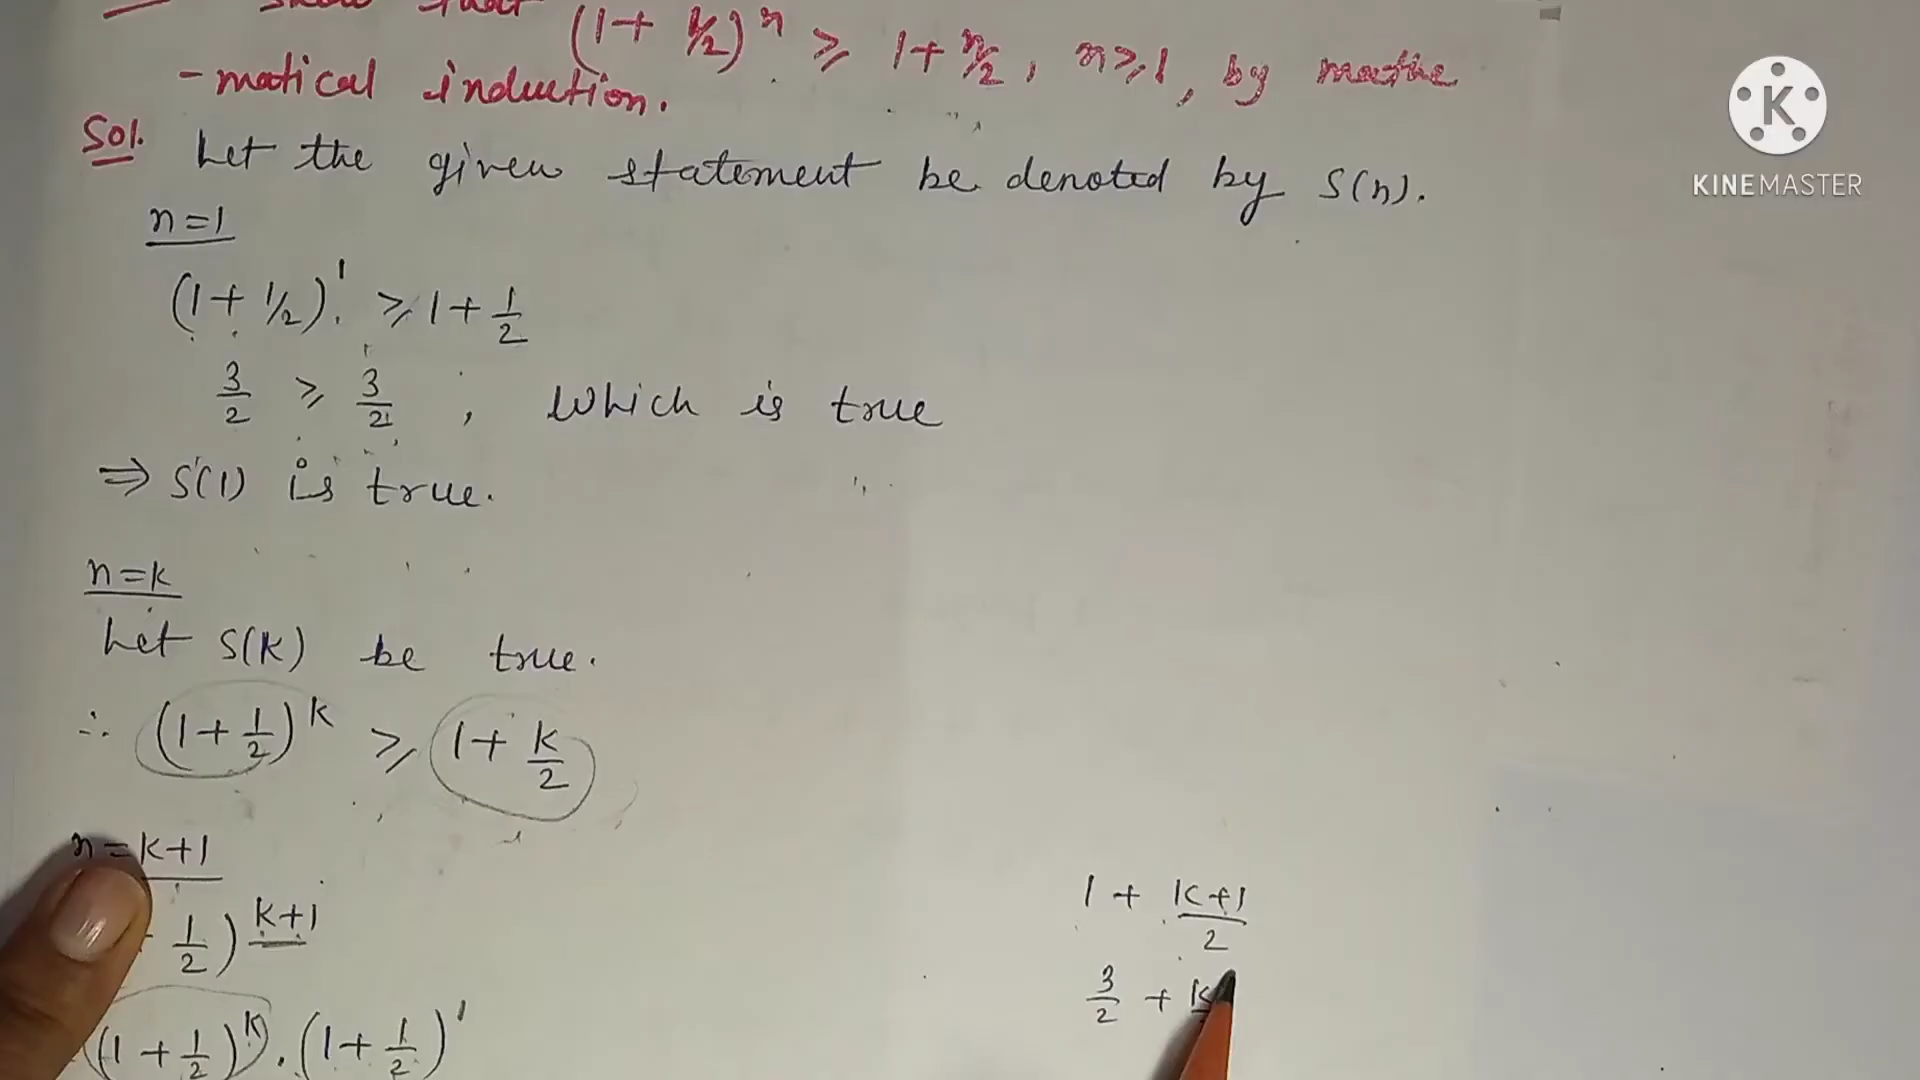 show that (1 + 1/2)^n ≥ 1 + n/2, n ≥ 1, by mathe
-matical induction.
Sol. Let the given statement be denoted by S(n).
n=1
(1 + 1/2)^1 ≥ 1 + 1/2
3/2 ≥ 3/2 , which is true
⇒ S(1) is true.
n=k
Let S(k) be true.
∴ (1 + 1/2)^k ≥ 1 + k/2
n=k+1
1/2)^k+1
(1 + 1/2)^k . (1 + 1/2)^1
1 + k+1/2
3/2 + k
KINEMASTER